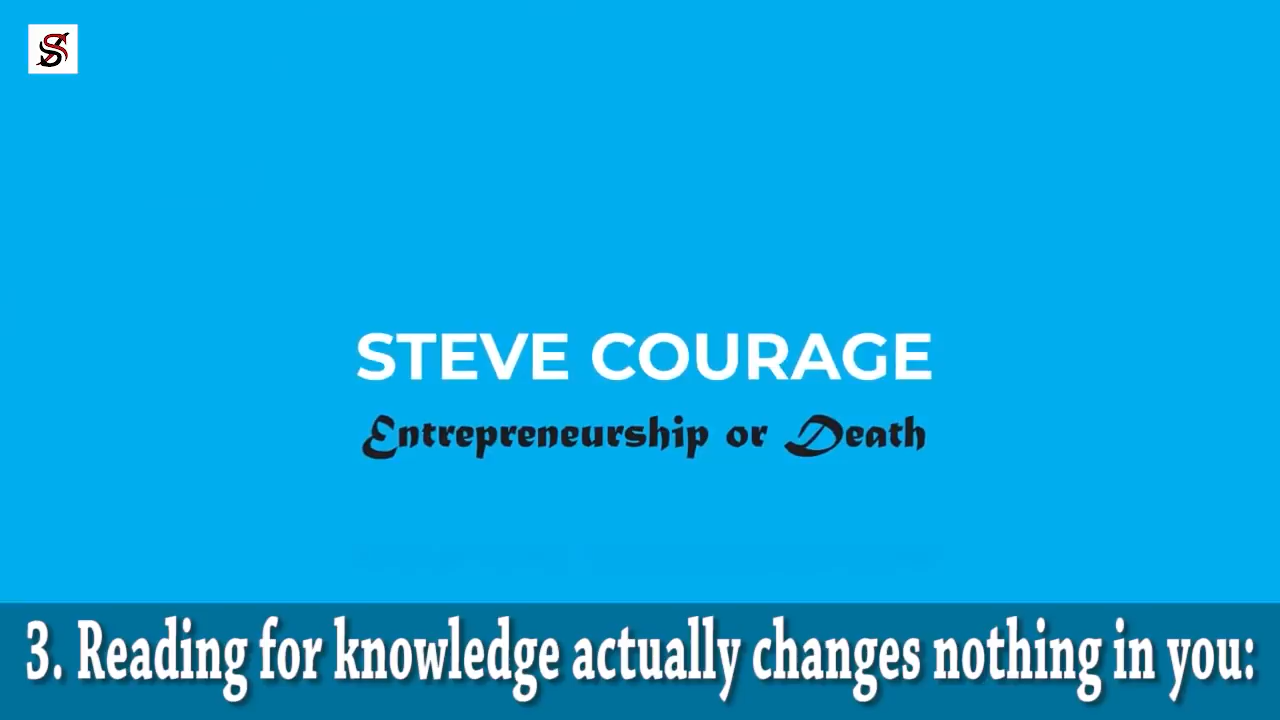 STEVE COURAGE
Entrepreneurship or Death
3. Reading for knowledge actually changes nothing in you: